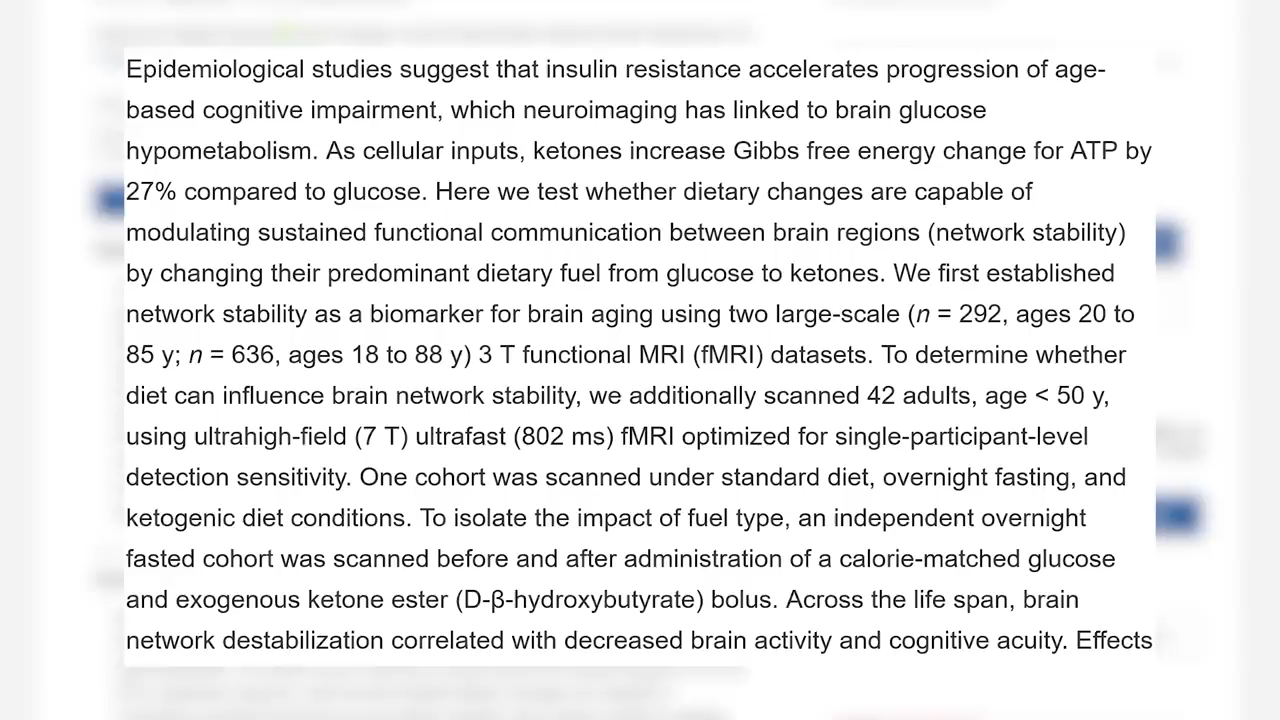 Epidemiological studies suggest that insulin resistance accelerates progression of age-
based cognitive impairment, which neuroimaging has linked to brain glucose
hypometabolism. As cellular inputs, ketones increase Gibbs free energy change for ATP by
27% compared to glucose. Here we test whether dietary changes are capable of
modulating sustained functional communication between brain regions (network stability)
by changing their predominant dietary fuel from glucose to ketones. We first established
network stability as a biomarker for brain aging using two large-scale (n = 292, ages 20 to
85 y; n = 636, ages 18 to 88 y) 3 T functional MRI (fMRI) datasets. To determine whether
diet can influence brain network stability, we additionally scanned 42 adults, age < 50 y,
using ultrahigh-field (7 T) ultrafast (802 ms) fMRI optimized for single-participant-level
detection sensitivity. One cohort was scanned under standard diet, overnight fasting, and
ketogenic diet conditions. To isolate the impact of fuel type, an independent overnight
fasted cohort was scanned before and after administration of a calorie-matched glucose
and exogenous ketone ester (D-β-hydroxybutyrate) bolus. Across the life span, brain
network destabilization correlated with decreased brain activity and cognitive acuity. Effects